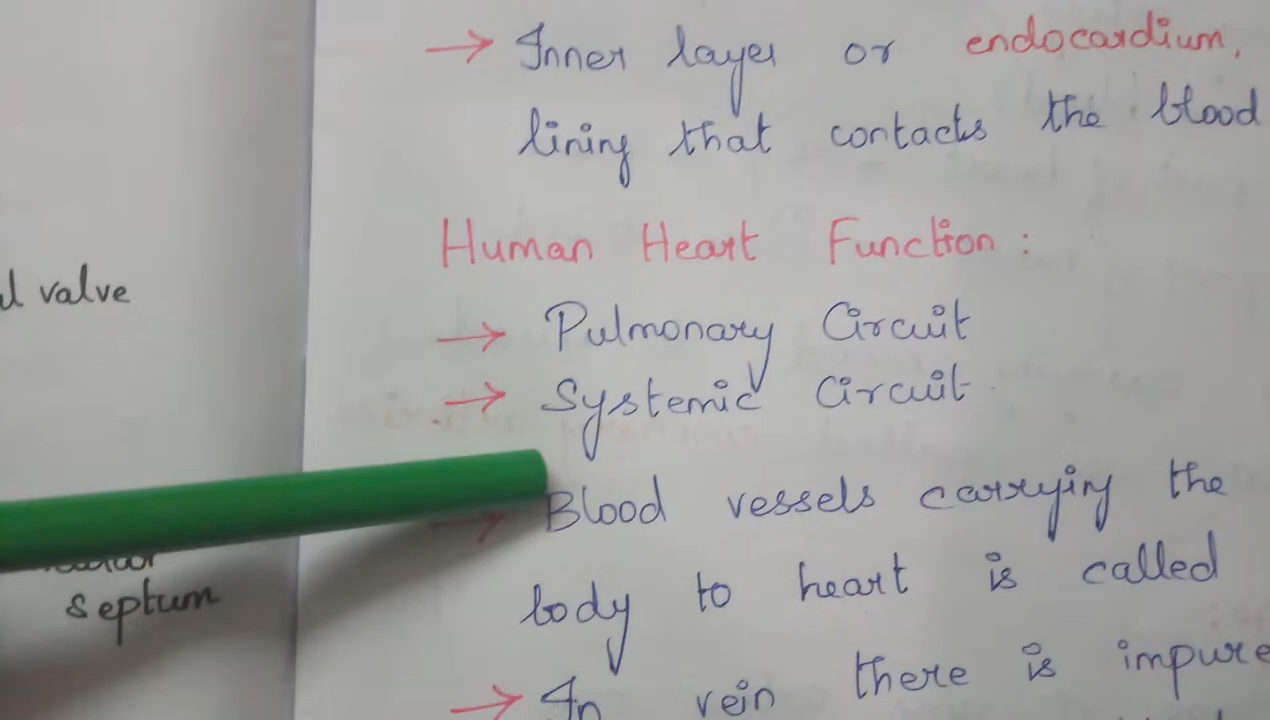 → Inner layer or endocardium,
lining that contacts the blood
Human Heart Function :
→ Pulmonary Circuit
→ Systemic Circuit
→ Blood vessels carrying the
body to heart is called
→ In vein there is impure
valve
septum